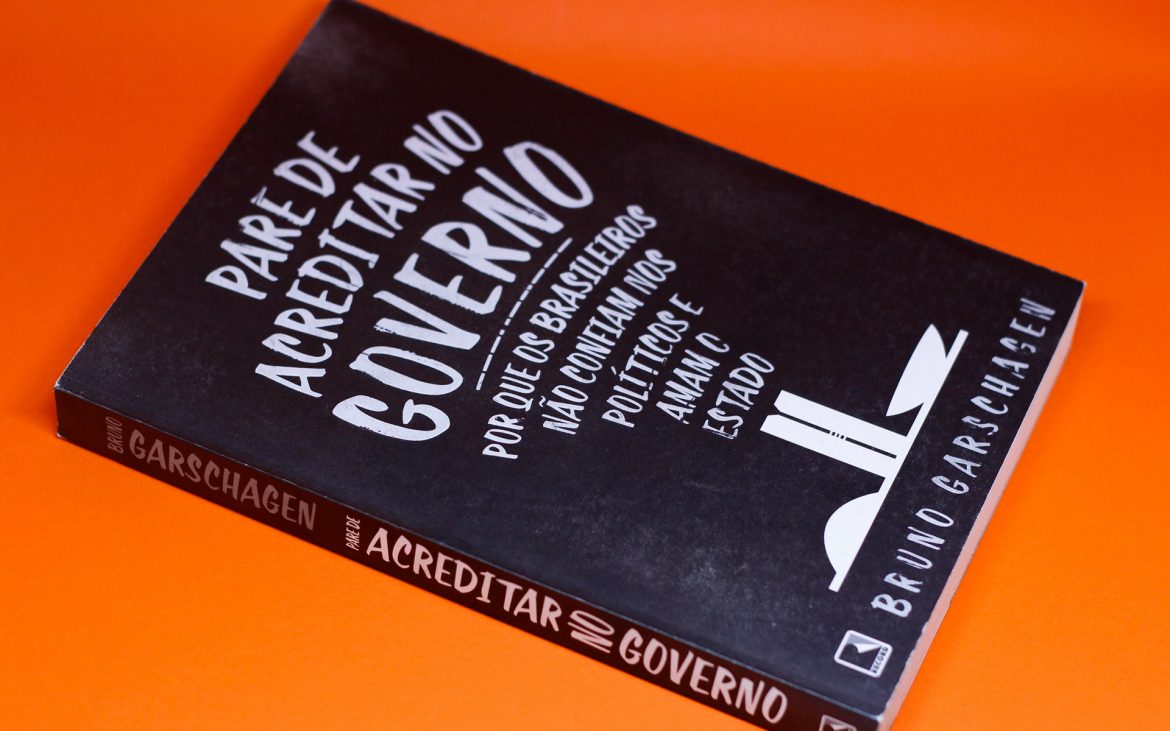 PARE DE
ACREDITAR NO
GOVERNO
POR QUE OS BRASILEIROS
NÃO CONFIAM NOS
POLÍTICOS E
AMAM O
ESTADO
BRUNO GARSCHAGEN
RECORD
BRUNO
GARSCHAGEN
PARE DE
ACREDITAR NO GOVERNO